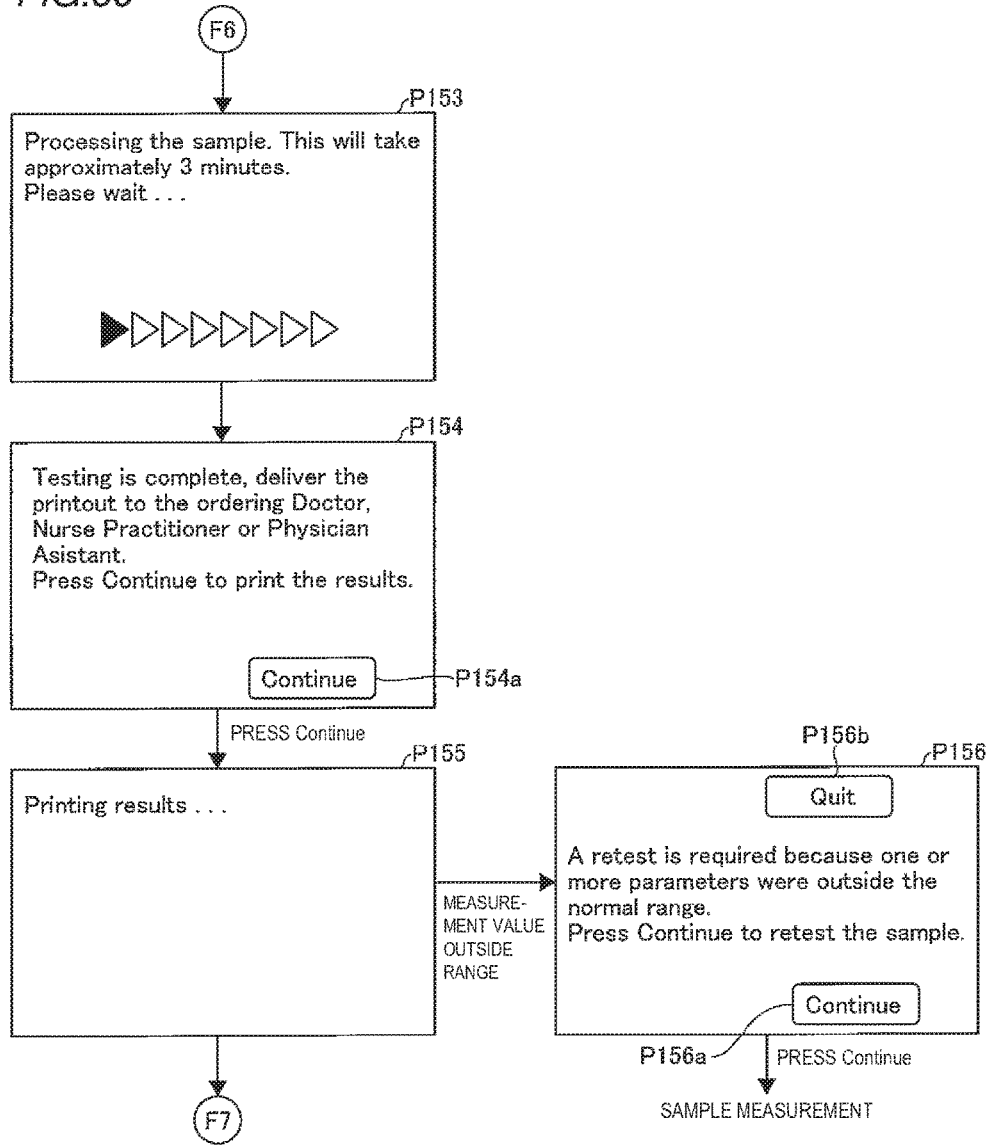 F6
P153
Processing the sample. This will take
approximately 3 minutes.
Please wait . . .
P154
Testing is complete, deliver the
printout to the ordering Doctor,
Nurse Practitioner or Physician
Asistant.
Press Continue to print the results.
Continue
P154a
PRESS Continue
P155
Printing results . . .
MEASURE-
MENT VALUE
OUTSIDE
RANGE
P156b
P156
Quit
A retest is required because one or
more parameters were outside the
normal range.
Press Continue to retest the sample.
Continue
P156a
PRESS Continue
SAMPLE MEASUREMENT
F7